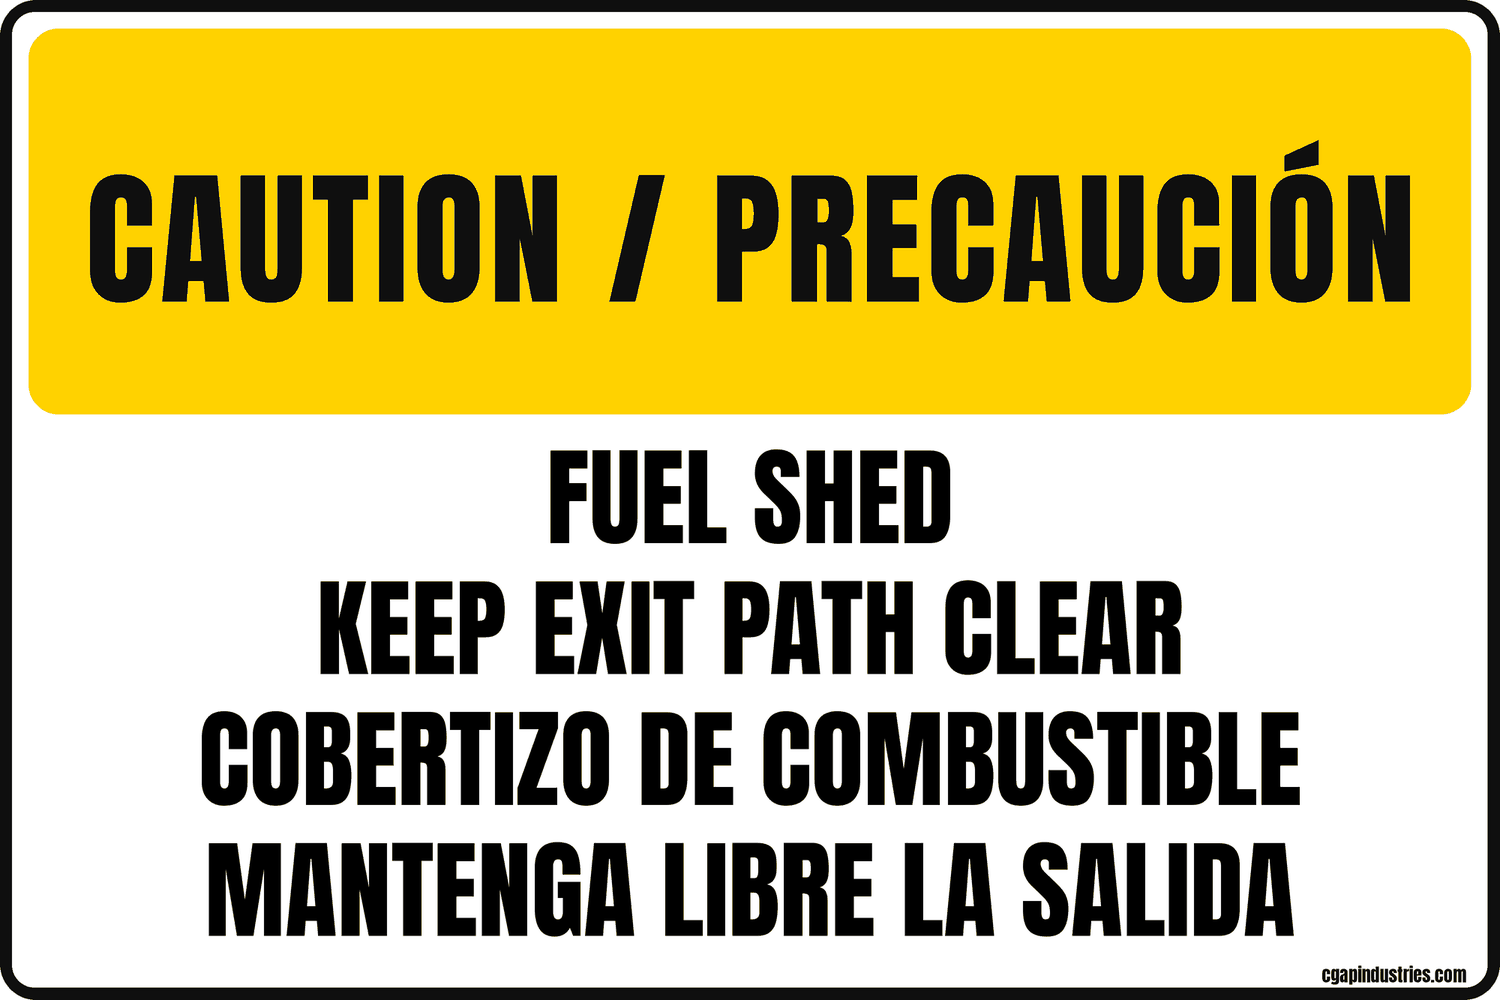 CAUTION / PRECAUCIÓN
FUEL SHED
KEEP EXIT PATH CLEAR
COBERTIZO DE COMBUSTIBLE
MANTENGA LIBRE LA SALIDA
cgapindustries.com